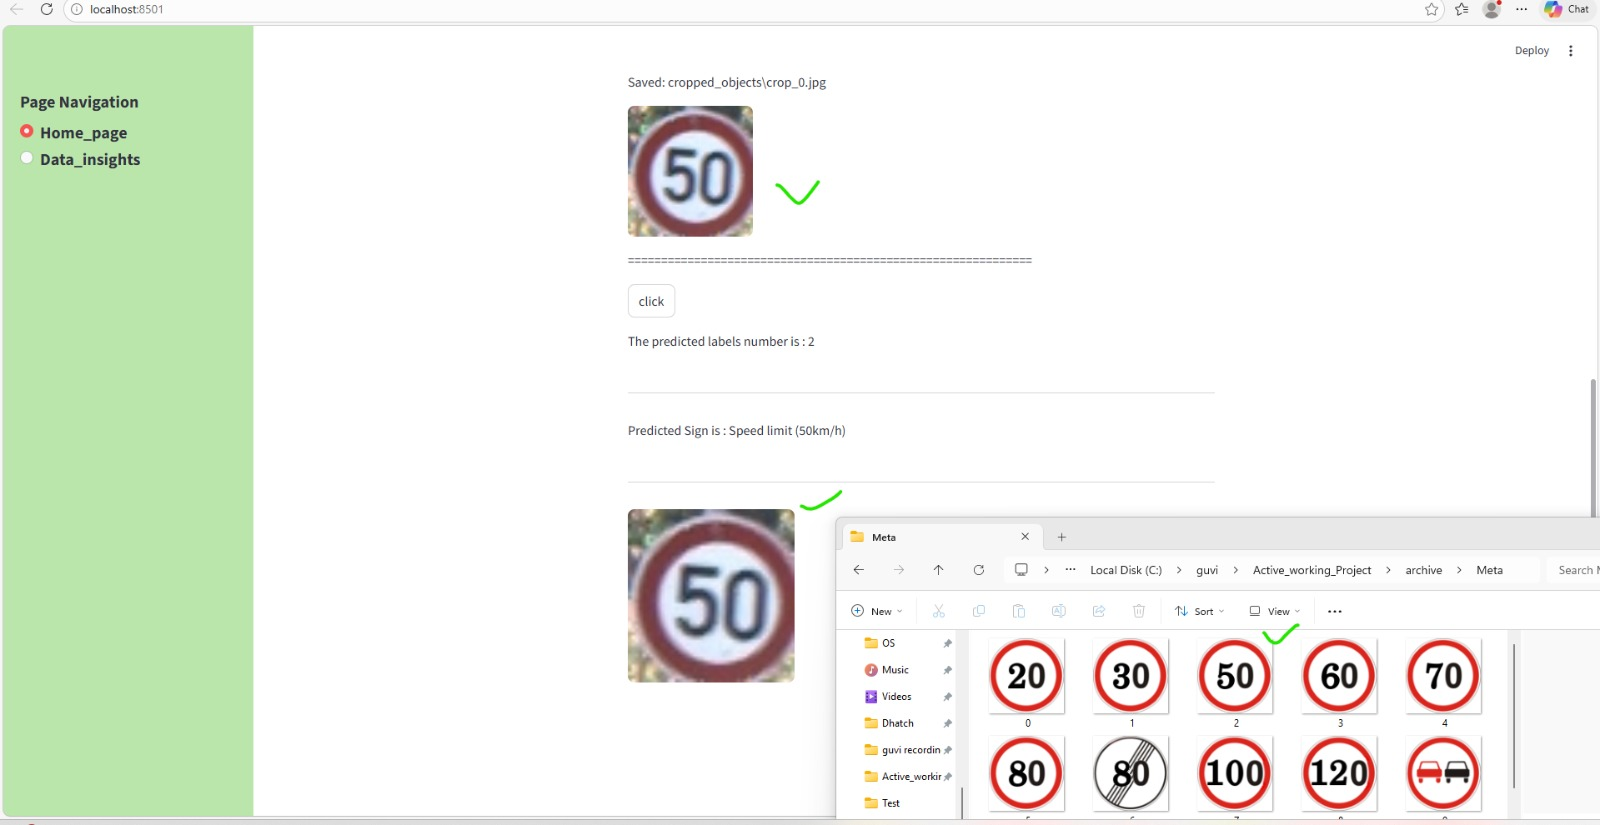 localhost:8501
Chat
Deploy
Page Navigation
Home_page
Data_insights
Saved: cropped_objects\crop_0.jpg
50
============================================================
click
The predicted labels number is : 2
Predicted Sign is : Speed limit (50km/h)
50
Meta
Local Disk (C:)
guvi
Active_working_Project
archive
Meta
New
Sort
View
OS
Music
Videos
Dhatch
guvi recordin
Active_workir
Test
20 30 50 60 70
0 1 2 3 4
80 80 100 120